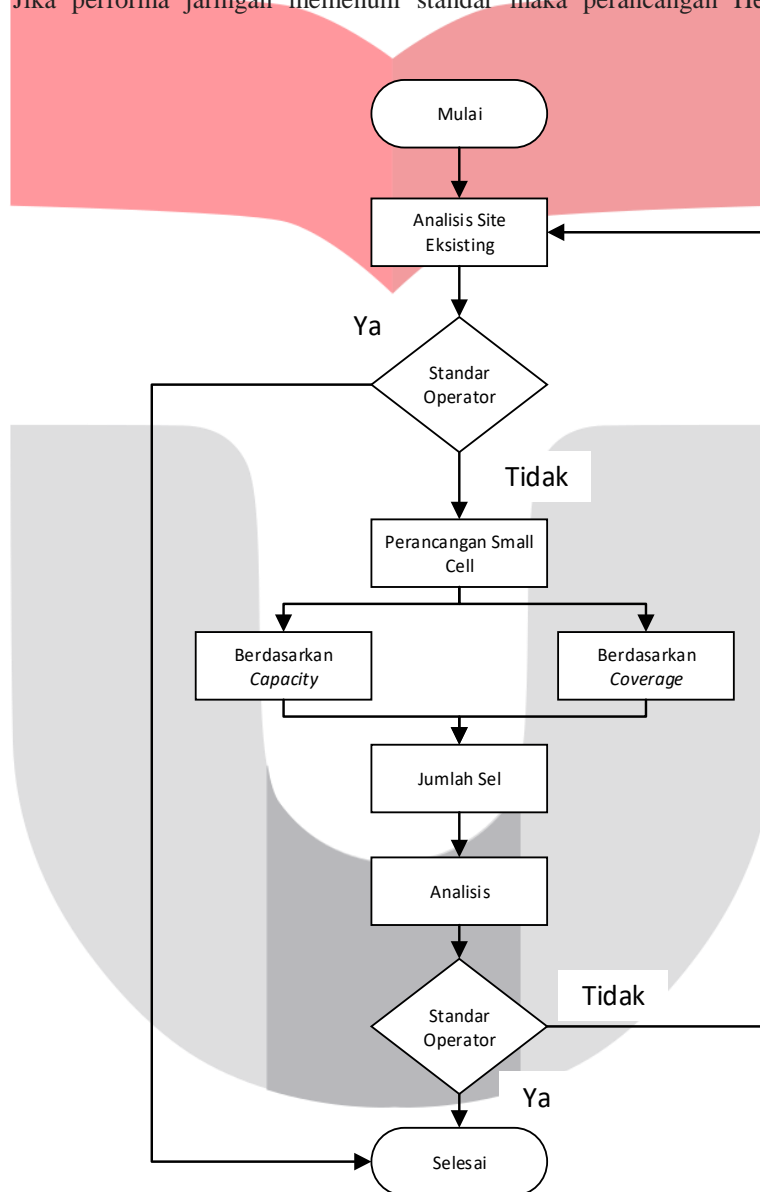 Jika performa jaringan memenuhi standar maka perancangan
Mulai
Analisis Site
Eksisting
Ya
Standar
Operator
Tidak
Perancangan Small
Cell
Berdasarkan
Capacity
Berdasarkan
Coverage
Jumlah Sel
Analisis
Standar
Operator
Tidak
Ya
Selesai